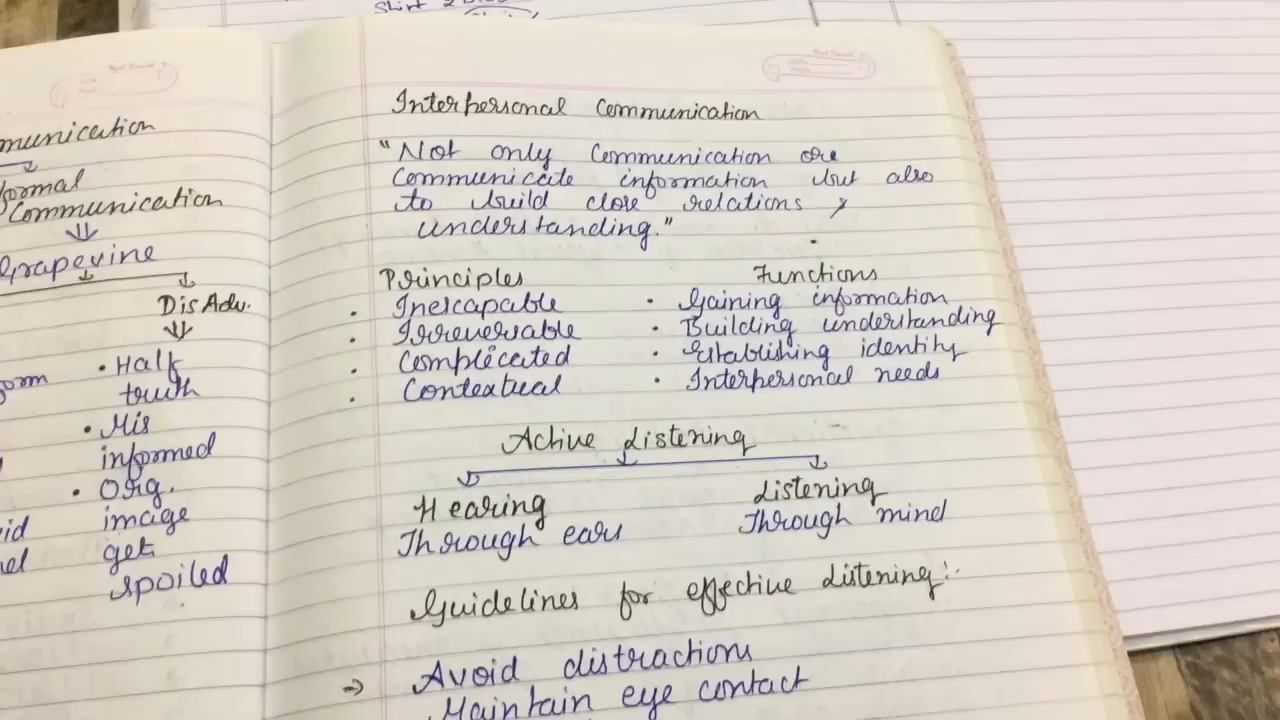 Shirt 2
munication
formal
Communication
Grapevine
DisAdv.
• Half
truth
• Mis
informed
• Org.
image
get
spoiled
Interpersonal Communication
"Not only Communication are
Communicate information but also
to build close relations &
understanding."
Principles
• Inescapable
• Irreversable
• Complicated
• Contextual
Functions
• Gaining information
• Building understanding
• Establishing identity
• Interpersonal needs
Active Listening
Hearing
Through ears
Listening
Through mind
Guidelines for effective Listening:-
⇒ Avoid distractions
Maintain eye contact